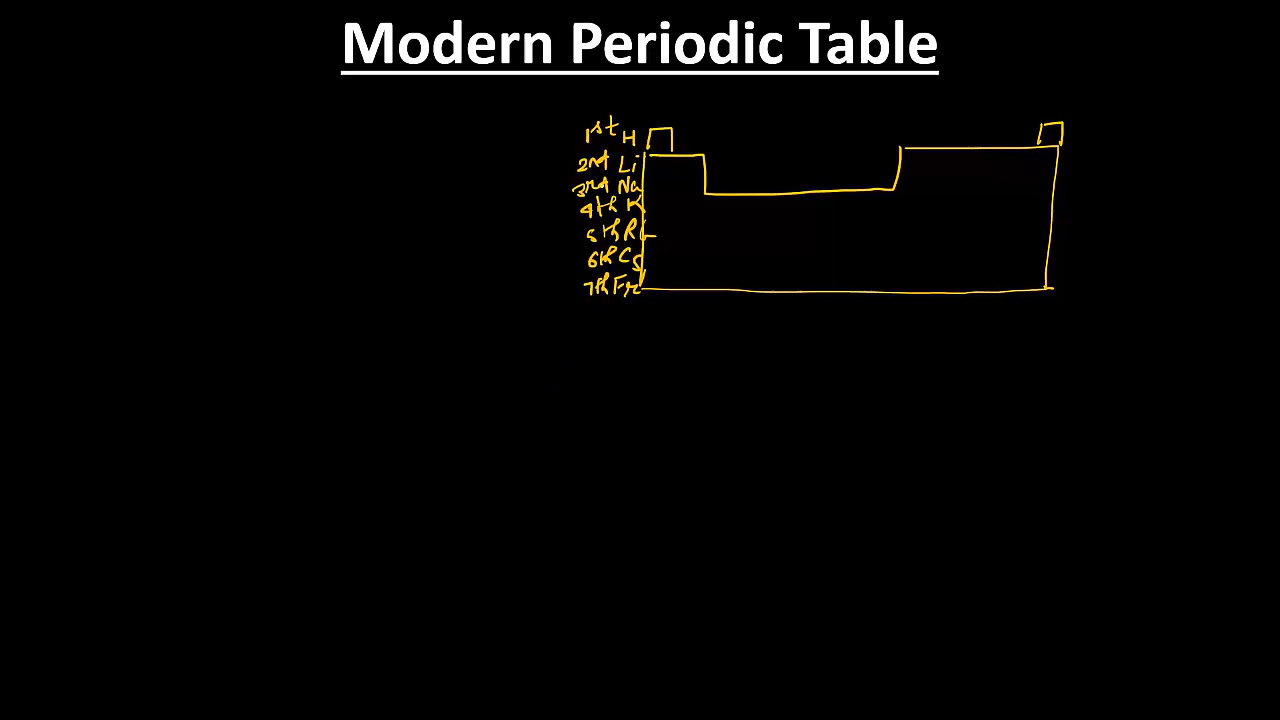 Modern Periodic Table
1st H
2nd Li
3rd Na
4th K
5th Rb
6th Cs
7th Fr